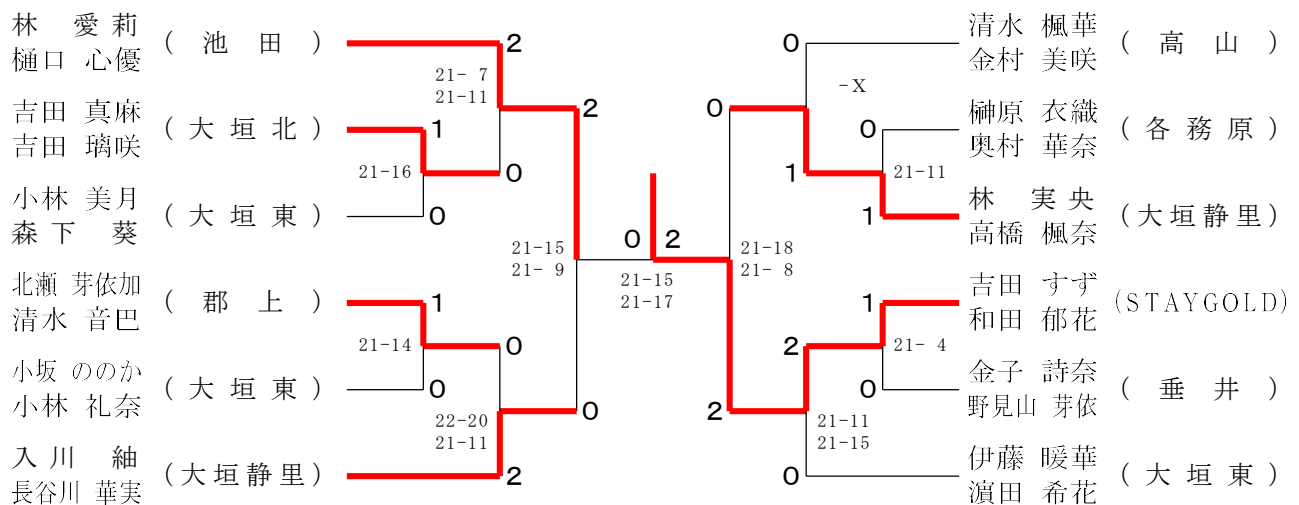 林 愛莉
樋口 心優
( 池 田 )
2
21- 7
21-11
吉田 真麻
吉田 璃咲
( 大 垣 北 )
1
2
21-16
0
小林 美月
森下 葵
( 大 垣 東 )
0
21-15
21- 9
北瀬 芽依加
清水 音巴
( 郡 上 )
1
21-14
0
小坂 ののか
小林 礼奈
( 大 垣 東 )
0
22-20
21-11
0
入川 紬
長谷川 華実
(大垣静里)
2
0 2
21-15
21-17
0
清水 楓華
金村 美咲
( 高 山 )
-X
0
0
榊原 衣織
奥村 華奈
( 各 務 原 )
21-11
1
1
林 実央
高橋 楓奈
(大垣静里)
21-18
21- 8
1
吉田 すず
和田 郁花
(STAYGOLD)
2
21- 4
0
金子 詩奈
野見山 芽依
( 垂 井 )
2
21-11
21-15
0
伊藤 暖華
濵田 希花
( 大 垣 東 )